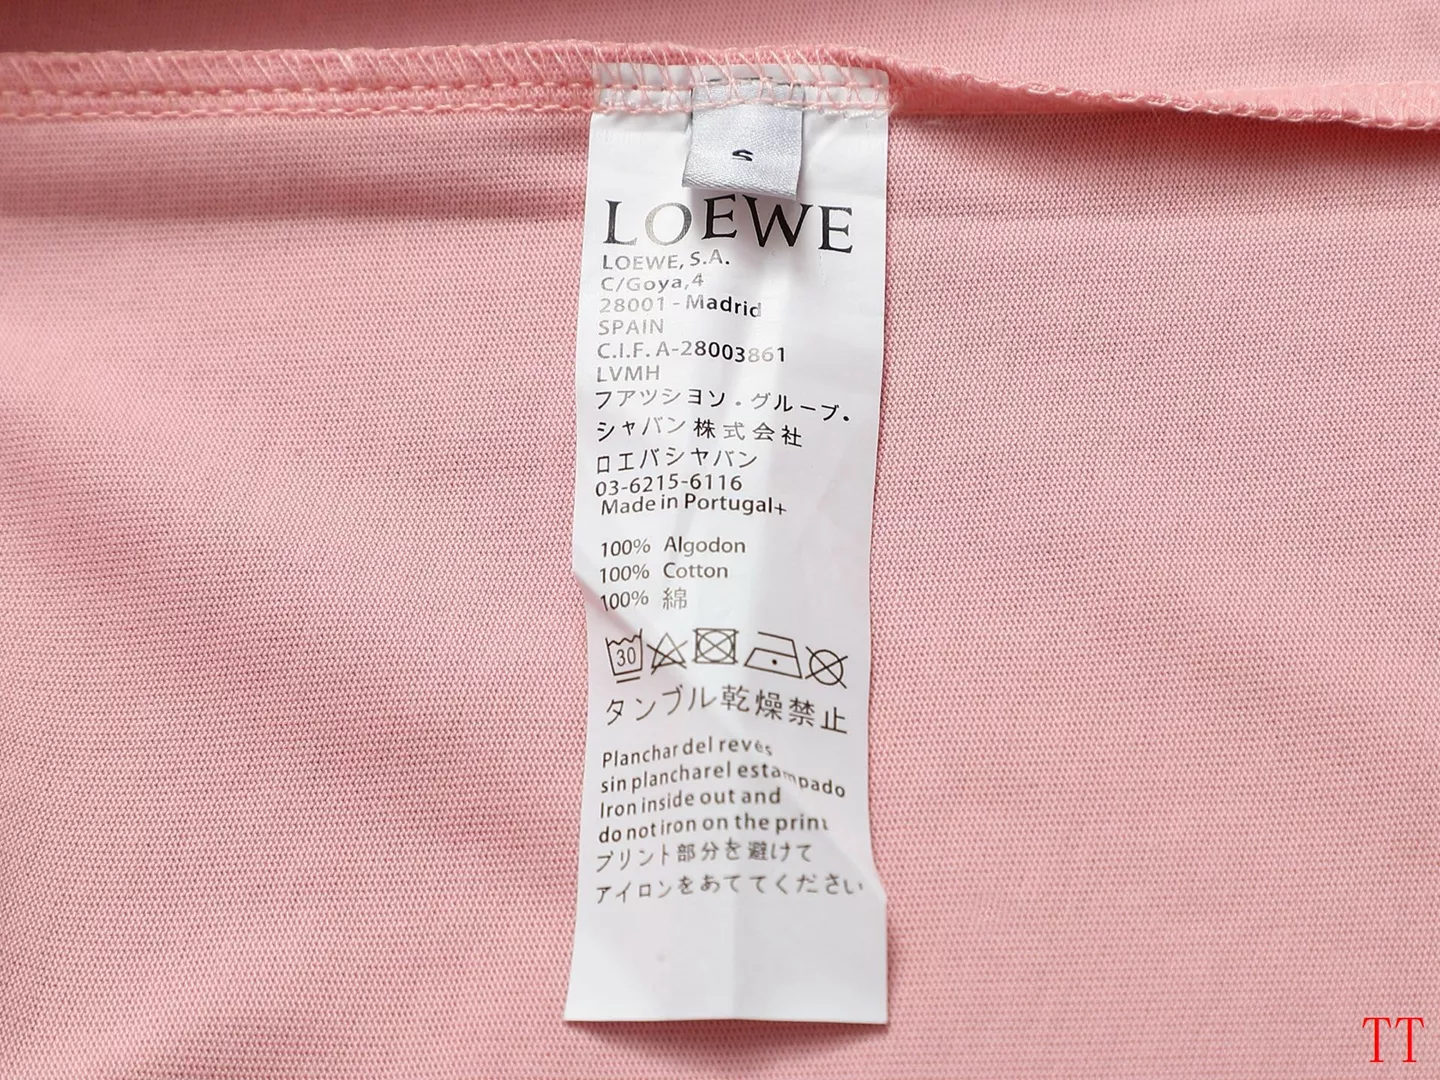 S
LOEWE
LOEWE, S.A.
C/Goya,4
28001 - Madrid
SPAIN
C.I.F. A-28003861
LVMH
フアツシヨン．グループ．
シャパン株式会社
ロエバシヤパン
03-6215-6116
Made in Portugal+
100% Algodon
100% Cotton
100% 綿
30
タンブル乾燥禁止
Planchar del revés
sin plancharel estampado
Iron inside out and
do not iron on the print
プリント部分を避けて
アイロンをあててください
TT